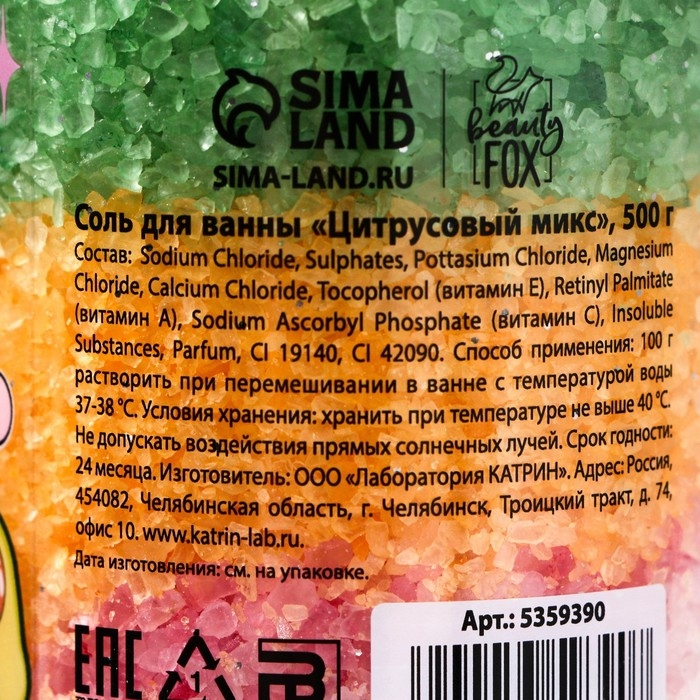 SIMA
LAND
SIMA-LAND.RU
beauty
FOX
Соль для ванны «Цитрусовый микс», 500 г
Состав: Sodium Chloride, Sulphates, Pottasium Chloride, Magnesium
Chloride, Calcium Chloride, Tocopherol (витамин Е), Retinyl Palmitate
(витамин А), Sodium Ascorbyl Phosphate (витамин С), Insoluble
Substances, Parfum, CI 19140, CI 42090. Способ применения: 100 г
растворить при перемешивании в ванне с температурой воды
37-38 °С. Условия хранения: хранить при температуре не выше 40 °С.
Не допускать воздействия прямых солнечных лучей. Срок годности:
24 месяца. Изготовитель: ООО «Лаборатория КАТРИН». Адрес: Россия,
454082, Челябинская область, г. Челябинск, Троицкий тракт, д. 74,
офис 10. www.katrin-lab.ru.
Дата изготовления: см. на упаковке.
Арт.: 5359390
EAC
1